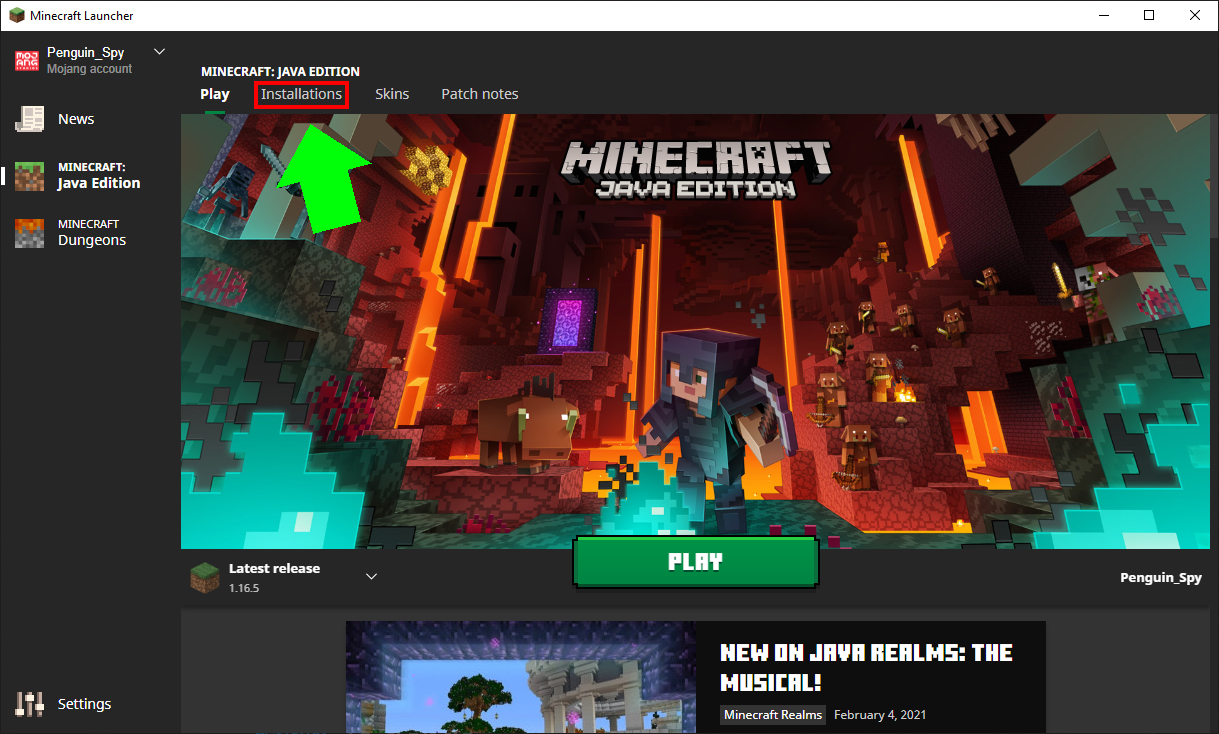 Minecraft Launcher
Penguin_Spy
Mojang account
News
MINECRAFT:
Java Edition
MINECRAFT
Dungeons
Settings
MINECRAFT: JAVA EDITION
Play Installations Skins Patch notes
MINECRAFT
JAVA EDITION
Latest release
1.16.5
PLAY
Penguin_Spy
NEW ON JAVA REALMS: THE
MUSICAL!
Minecraft Realms February 4, 2021